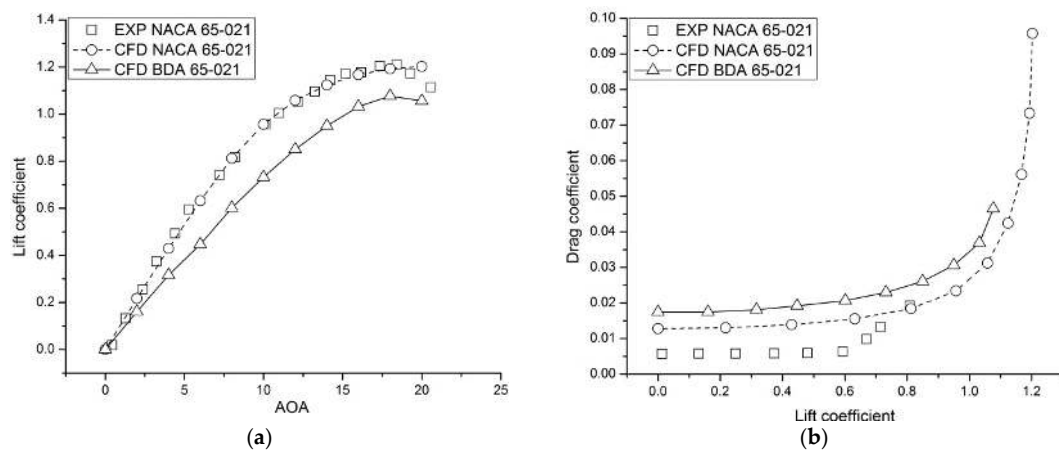 1.4
1.2
1.0
0.8
0.6
0.4
0.2
0.0
Lift coefficient
EXP NACA 65-021
CFD NACA 65-021
CFD BDA 65-021
0
5
10
15
20
25
AOA
(a)
0.10
0.09
0.08
0.07
0.06
0.05
0.04
0.03
0.02
0.01
0.00
Drag coefficient
EXP NACA 65-021
CFD NACA 65-021
CFD BDA 65-021
0.0
0.2
0.4
0.6
0.8
1.0
1.2
Lift coefficient
(b)